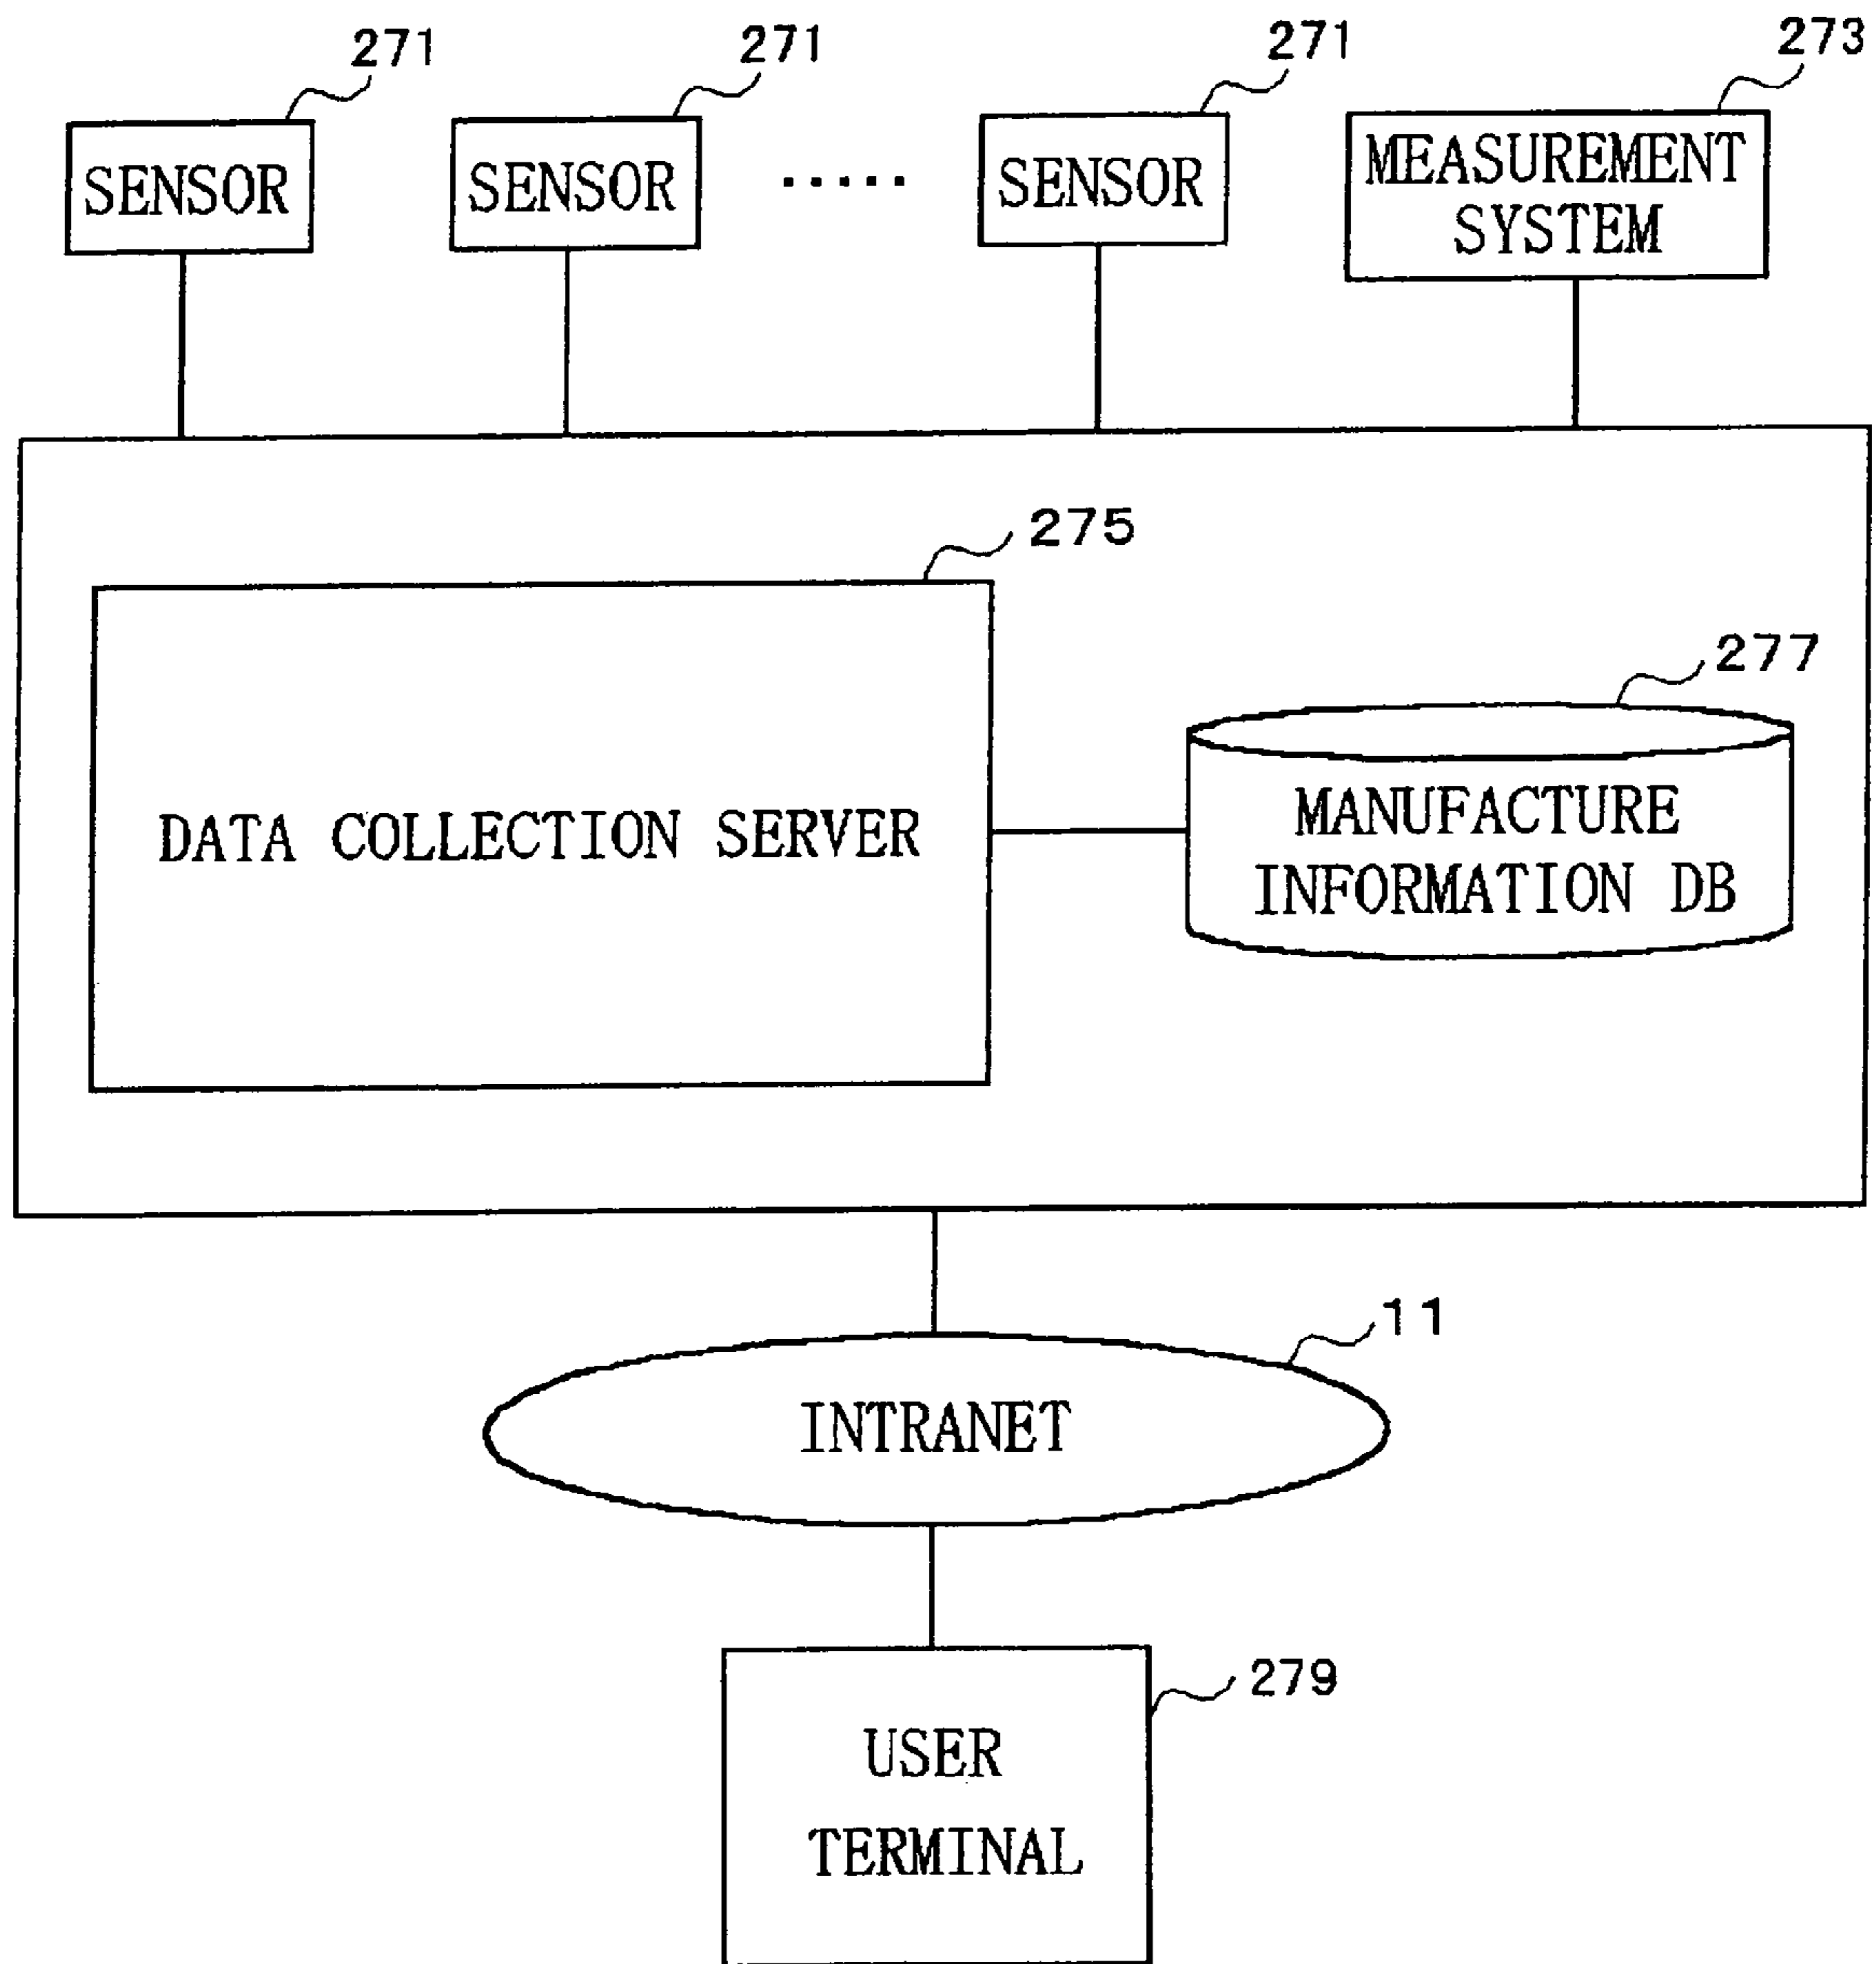 271
271
271
273
SENSOR
SENSOR
.....
SENSOR
MEASUREMENT
SYSTEM
275
277
DATA COLLECTION SERVER
MANUFACTURE
INFORMATION DB
11
INTRANET
279
USER
TERMINAL